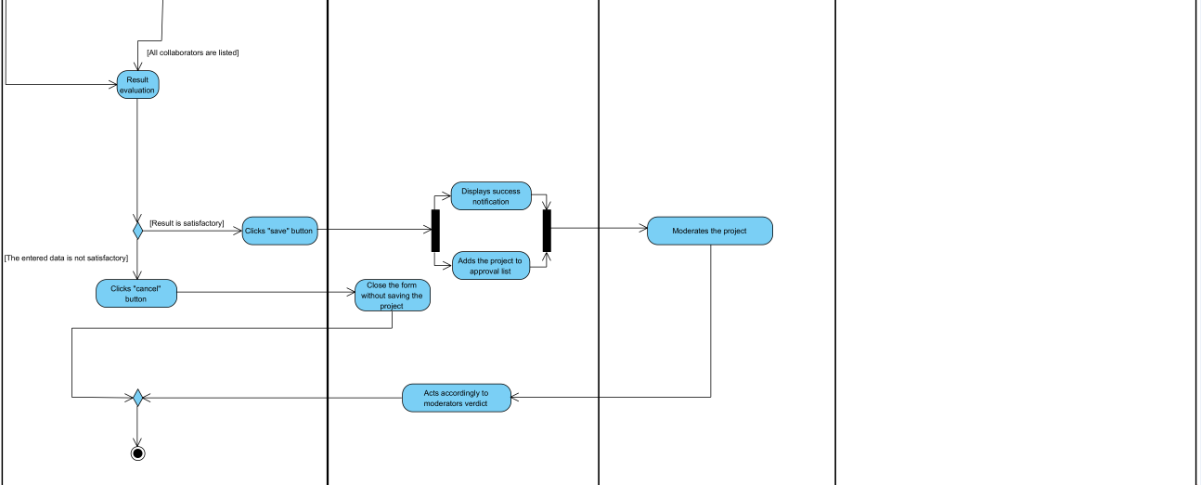 [All collaborators are listed]
Result
evaluation
Displays success
notification
[Result is satisfactory]
Clicks "save" button
Moderates the project
[The entered data is not satisfactory]
Adds the project to
approval list
Clicks "cancel"
button
Close the form
without saving the
project
Acts accordingly to
moderators verdict